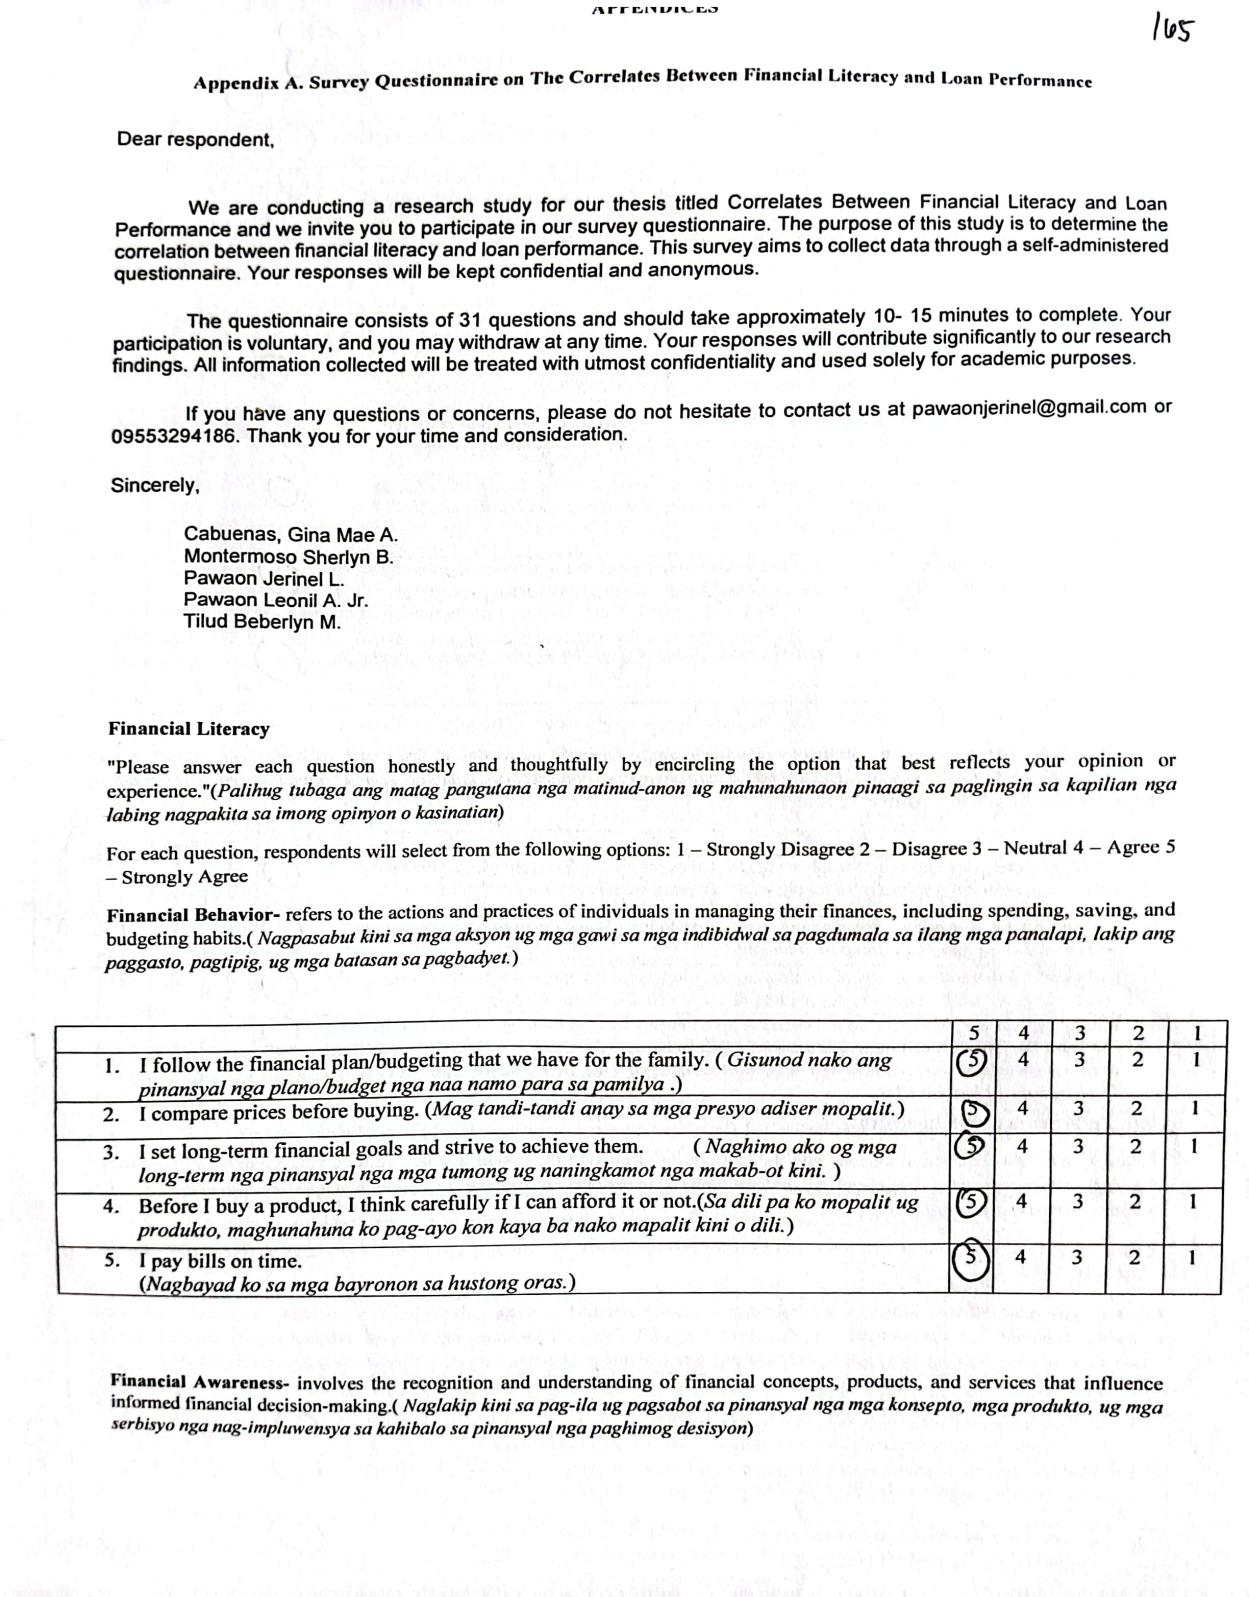 APPENDICES
165
Appendix A. Survey Questionnaire on The Correlates Between Financial Literacy and Loan Performance
Dear respondent,
We are conducting a research study for our thesis titled Correlates Between Financial Literacy and Loan
Performance and we invite you to participate in our survey questionnaire. The purpose of this study is to determine the
correlation between financial literacy and loan performance. This survey aims to collect data through a self-administered
questionnaire. Your responses will be kept confidential and anonymous.
The questionnaire consists of 31 questions and should take approximately 10- 15 minutes to complete. Your
participation is voluntary, and you may withdraw at any time. Your responses will contribute significantly to our research
findings. All information collected will be treated with utmost confidentiality and used solely for academic purposes.
If you have any questions or concerns, please do not hesitate to contact us at pawaonjerinel@gmail.com or
09553294186. Thank you for your time and consideration.
Sincerely,
Cabuenas, Gina Mae A.
Montermoso Sherlyn B.
Pawaon Jerinel L.
Pawaon Leonil A. Jr.
Tilud Beberlyn M.
Financial Literacy
"Please answer each question honestly and thoughtfully by encircling the option that best reflects your opinion or
experience."(Palihug tubaga ang matag pangutana nga matinud-anon ug mahunahunaon pinaagi sa paglingin sa kapilian nga
labing nagpakita sa imong opinyon o kasinatian)
For each question, respondents will select from the following options: 1 – Strongly Disagree 2 – Disagree 3 – Neutral 4 – Agree 5
– Strongly Agree
Financial Behavior- refers to the actions and practices of individuals in managing their finances, including spending, saving, and
budgeting habits.( Nagpasabut kini sa mga aksyon ug mga gawi sa mga indibidwal sa pagdumala sa ilang mga panalapi, lakip ang
paggasto, pagtipig, ug mga batasan sa pagbadyet.)
5 4 3 2 1
1. I follow the financial plan/budgeting that we have for the family. ( Gisunod nako ang 5 4 3 2 1
pinansyal nga plano/budget nga naa namo para sa pamilya .)
2. I compare prices before buying. (Mag tandi-tandi anay sa mga presyo adiser mopalit.) 5 4 3 2 1
3. I set long-term financial goals and strive to achieve them. ( Naghimo ako og mga 5 4 3 2 1
long-term nga pinansyal nga mga tumong ug naningkamot nga makab-ot kini. )
4. Before I buy a product, I think carefully if I can afford it or not.(Sa dili pa ko mopalit ug 5 4 3 2 1
produkto, maghunahuna ko pag-ayo kon kaya ba nako mapalit kini o dili.)
5. I pay bills on time. 5 4 3 2 1
(Nagbayad ko sa mga bayronon sa hustong oras.)
Financial Awareness- involves the recognition and understanding of financial concepts, products, and services that influence
informed financial decision-making.( Naglakip kini sa pag-ila ug pagsabot sa pinansyal nga mga konsepto, mga produkto, ug mga
serbisyo nga nag-impluwensya sa kahibalo sa pinansyal nga paghimog desisyon)